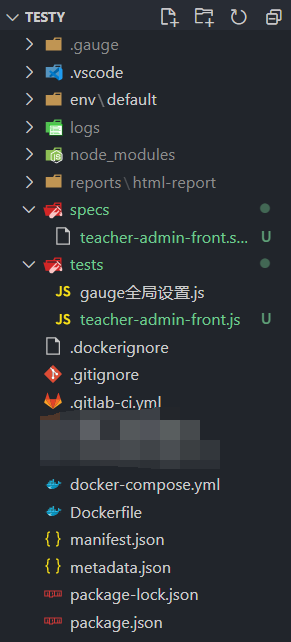 TESTY
.gauge
.vscode
env\default
logs
node_modules
reports\html-report
specs
teacher-admin-front.s... U
tests
JS gauge全局设置.js
JS teacher-admin-front.js U
.dockerignore
.gitignore
.gitlab-ci.yml
docker-compose.yml
Dockerfile
{} manifest.json
{} metadata.json
package-lock.json
package.json